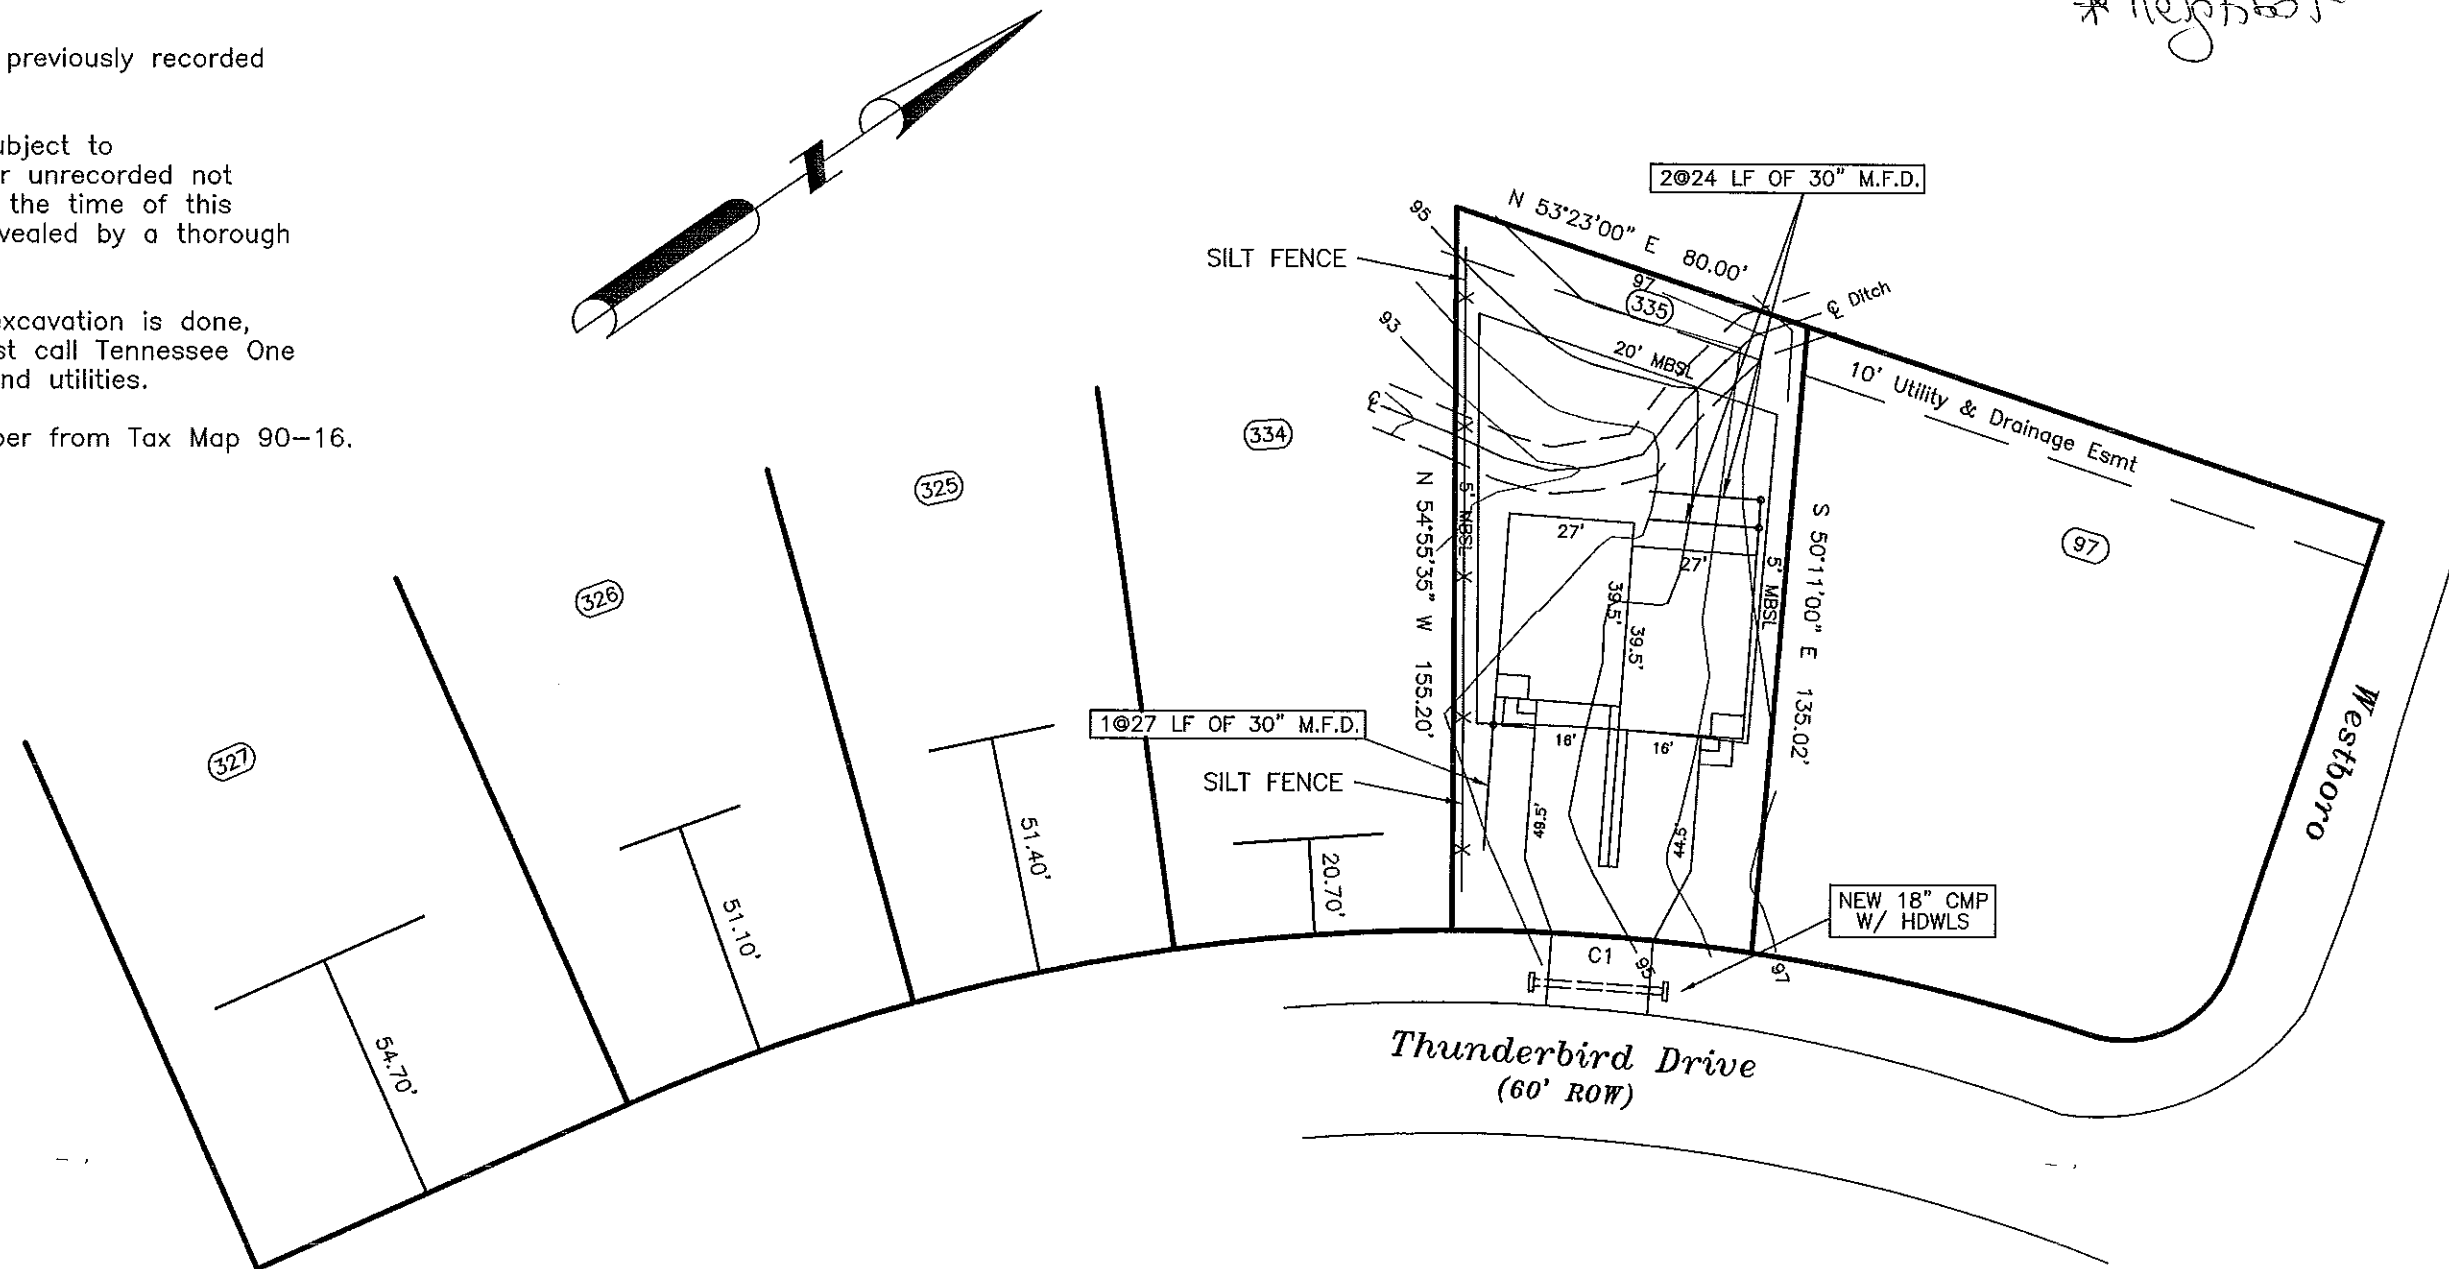 previously recorded
ubject to
r unrecorded not
the time of this
vealed by a thorough
excavation is done,
st call Tennessee One
nd utilities.
ber from Tax Map 90-16.
N
2@24 LF OF 30" M.F.D.
N 53°23'00" E 80.00'
95
SILT FENCE
97
335
℄ Ditch
93
20' MBSL
10' Utility & Drainage Esmt
℄
334
325
326
327
97
N 54°55'35" W 155.20'
5' MBSL
27'
27'
39.5'
39.5'
5' MBSL
S 50°11'00" E 135.02'
Westboro
1@27 LF OF 30" M.F.D.
16'
16'
SILT FENCE
49.5'
44.5'
51.40'
20.70'
51.10'
54.70'
NEW 18" CMP
W/ HDWLS
C1
95
97
Thunderbird Drive
(60' ROW)